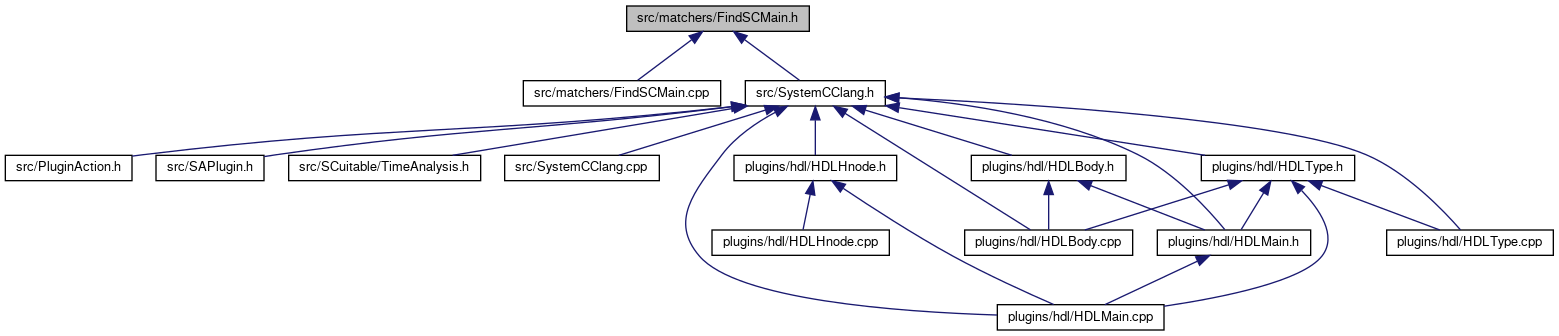 src/matchers/FindSCMain.h
src/matchers/FindSCMain.cpp
src/SystemCClang.h
src/PluginAction.h
src/SAPlugin.h
src/SCuitable/TimeAnalysis.h
src/SystemCClang.cpp
plugins/hdl/HDLHnode.h
plugins/hdl/HDLBody.h
plugins/hdl/HDLType.h
plugins/hdl/HDLHnode.cpp
plugins/hdl/HDLBody.cpp
plugins/hdl/HDLMain.h
plugins/hdl/HDLType.cpp
plugins/hdl/HDLMain.cpp